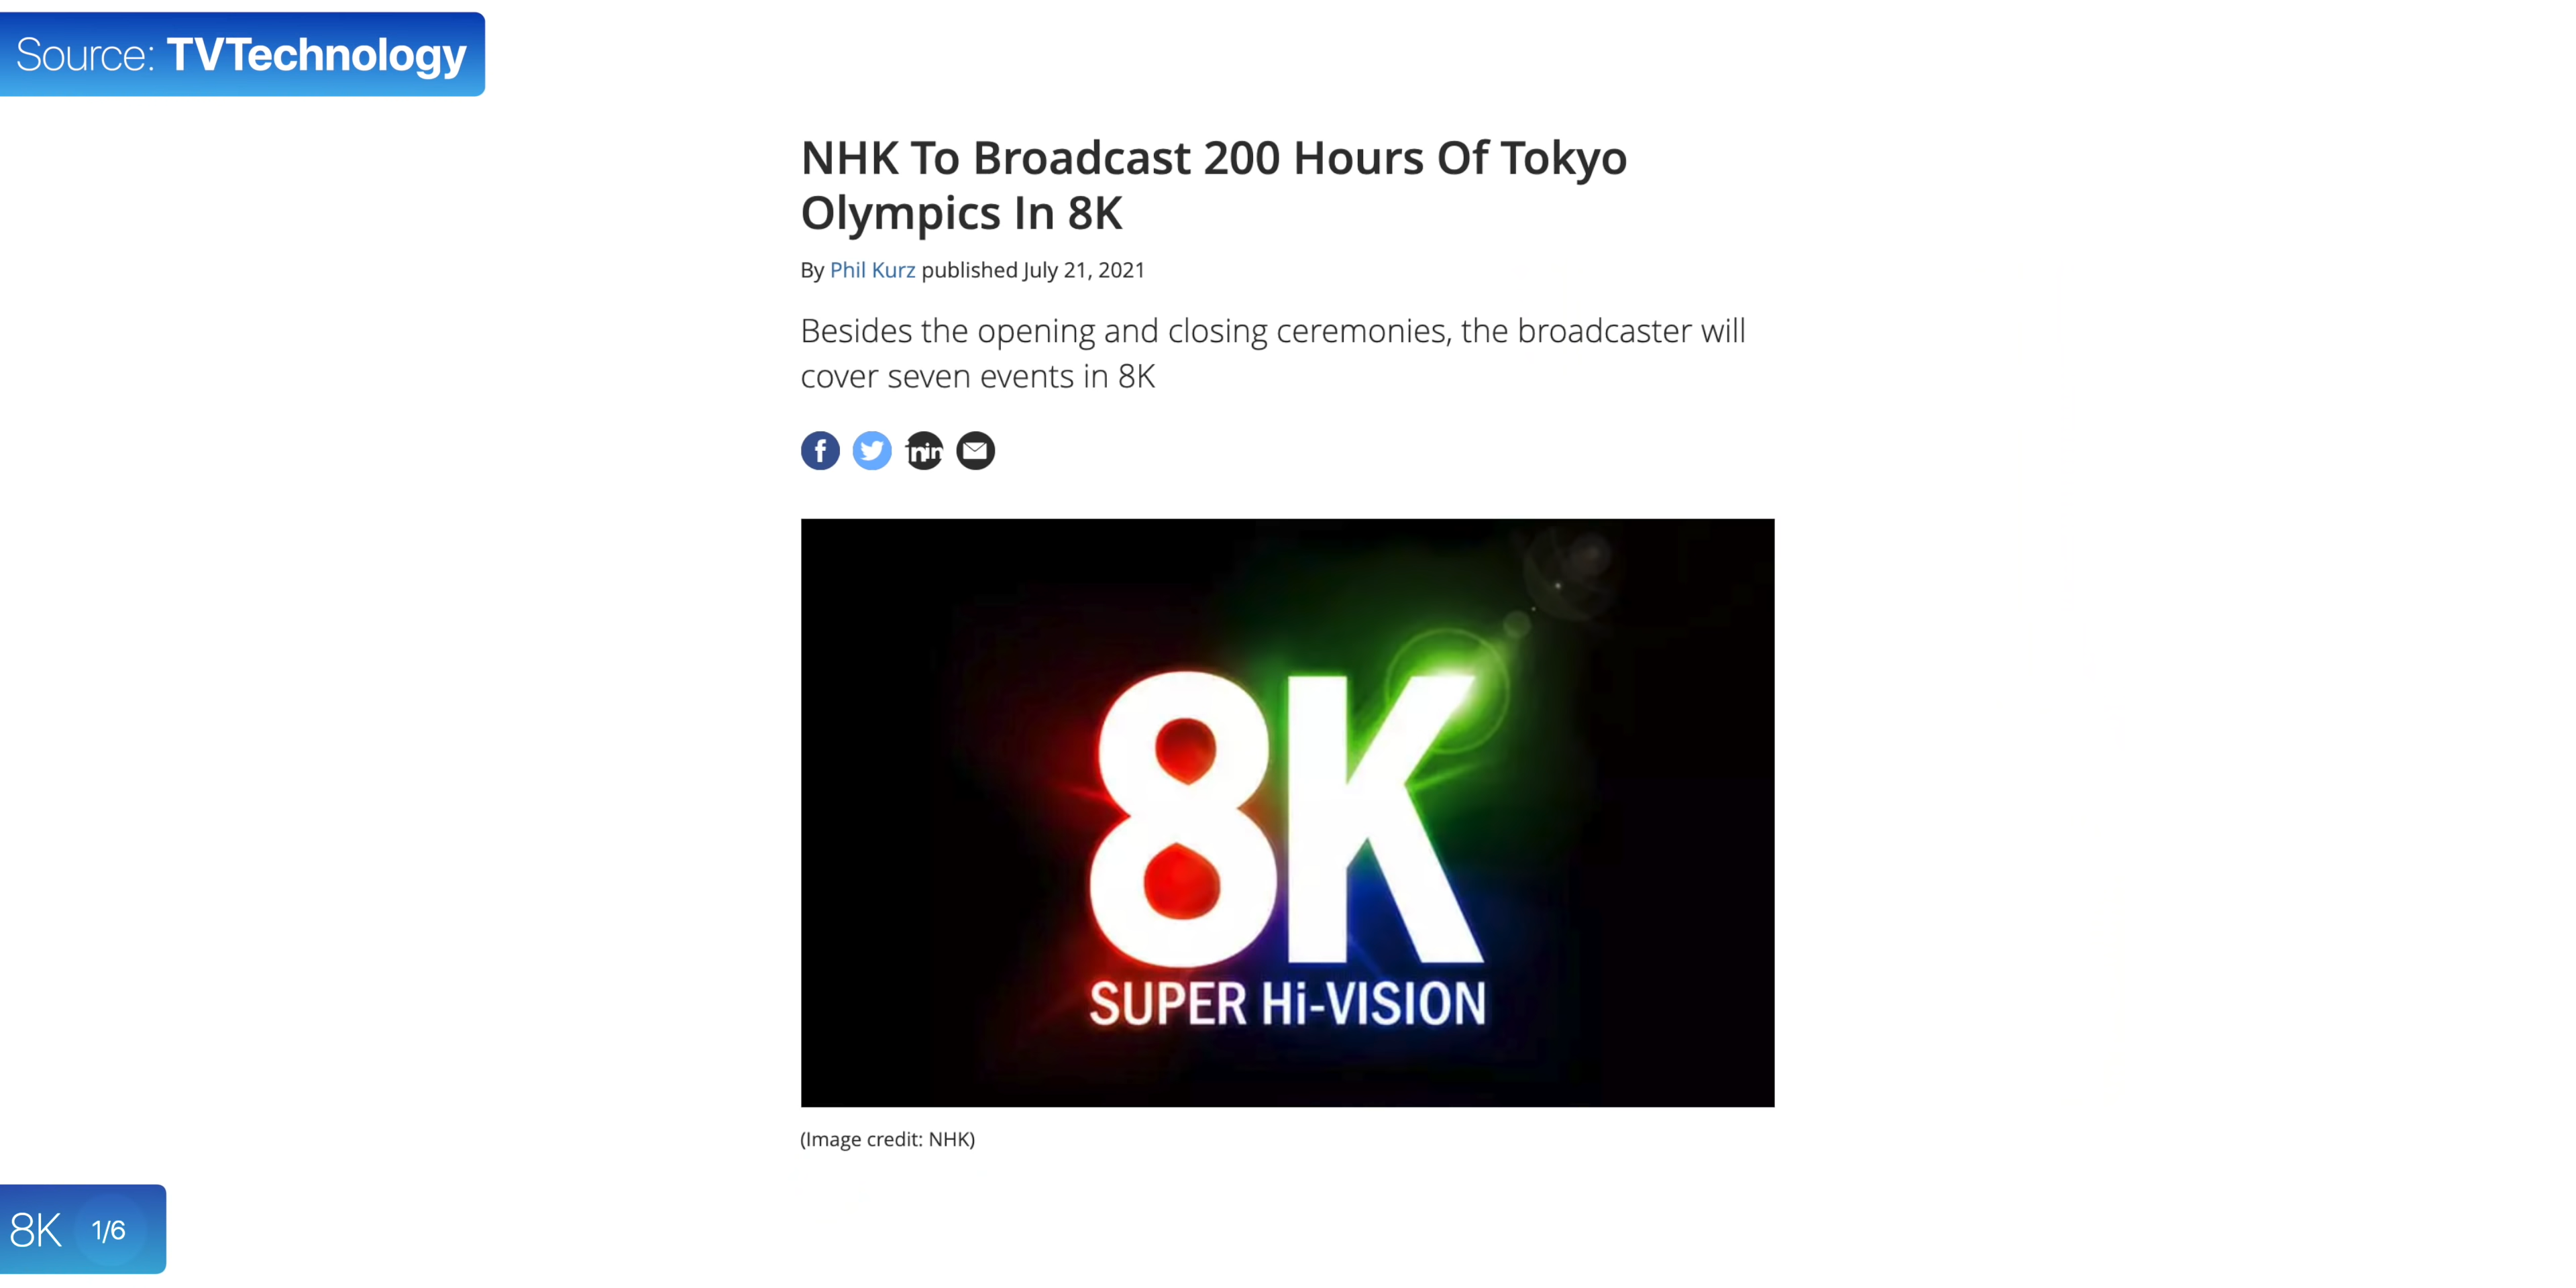 Source: TVTechnology
NHK To Broadcast 200 Hours Of Tokyo
Olympics In 8K
By Phil Kurz published July 21, 2021
Besides the opening and closing ceremonies, the broadcaster will
cover seven events in 8K
8K
SUPER Hi-VISION
(Image credit: NHK)
8K 1/6